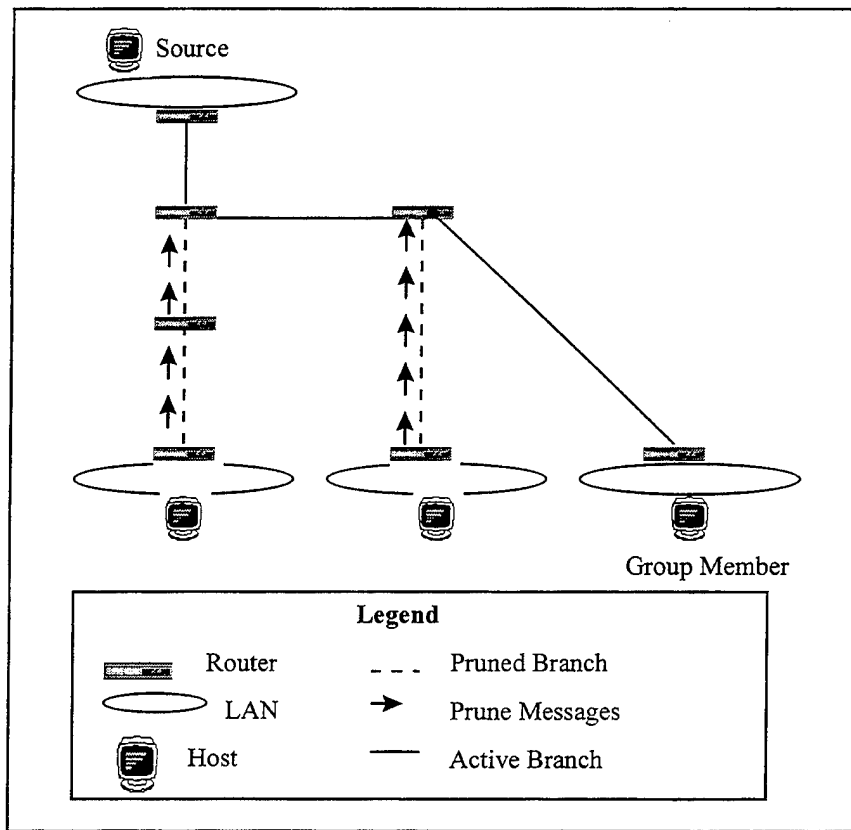 Source
Group Member
Legend
Router
Pruned Branch
LAN
Prune Messages
Host
Active Branch